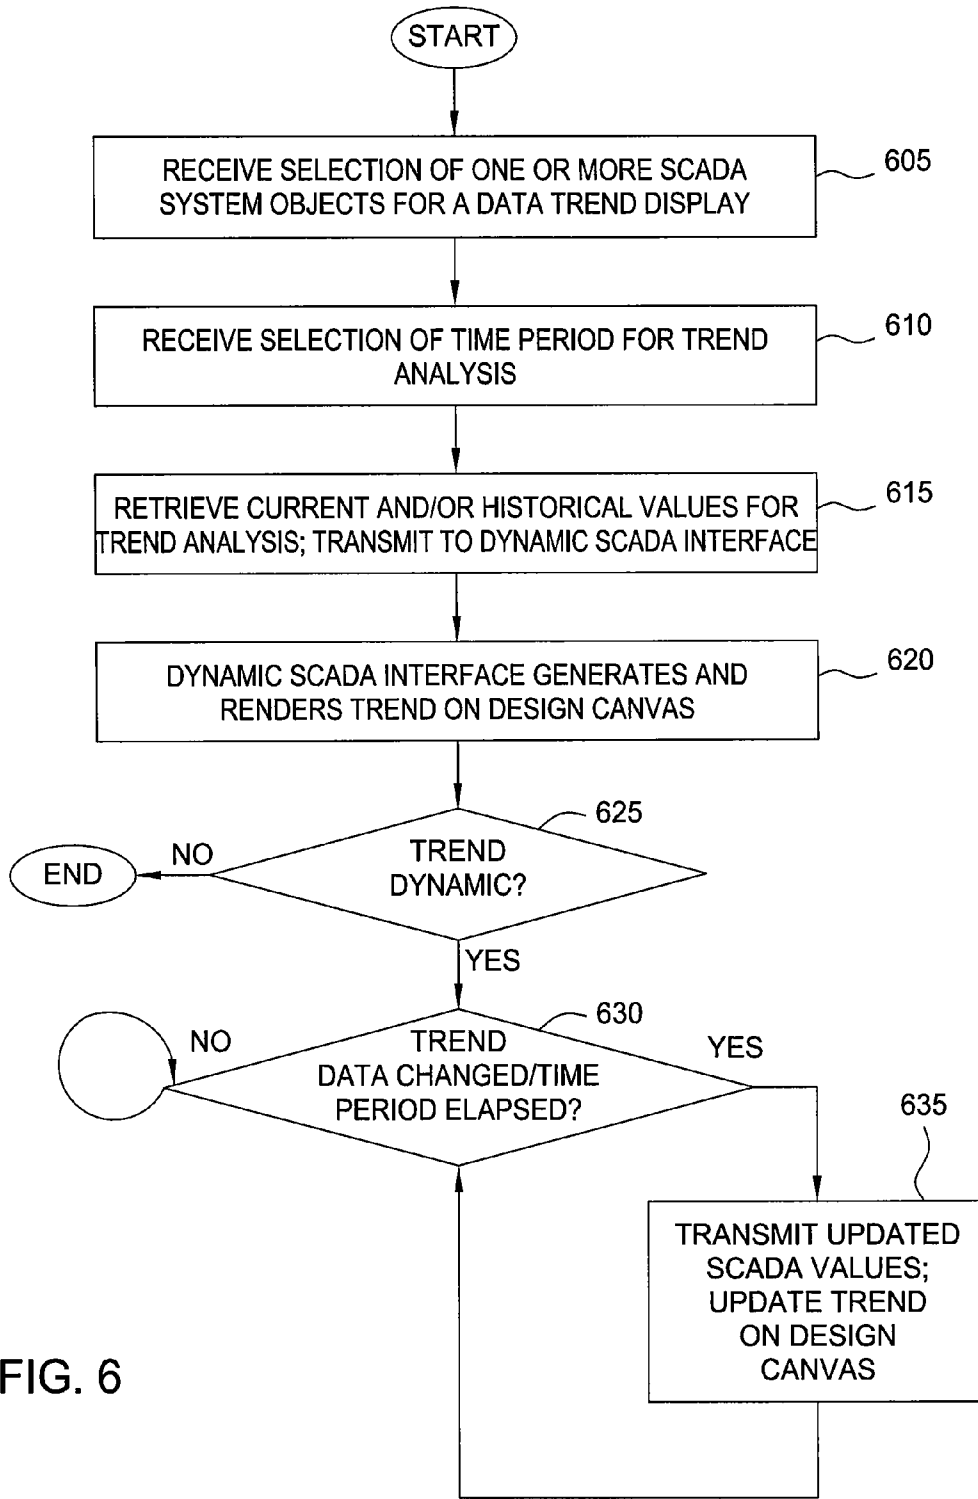 START
RECEIVE SELECTION OF ONE OR MORE SCADA
SYSTEM OBJECTS FOR A DATA TREND DISPLAY
605
RECEIVE SELECTION OF TIME PERIOD FOR TREND
ANALYSIS
610
RETRIEVE CURRENT AND/OR HISTORICAL VALUES FOR
TREND ANALYSIS; TRANSMIT TO DYNAMIC SCADA INTERFACE
615
DYNAMIC SCADA INTERFACE GENERATES AND
RENDERS TREND ON DESIGN CANVAS
620
TREND
DYNAMIC?
625
NO
END
YES
TREND
DATA CHANGED/TIME
PERIOD ELAPSED?
630
NO
YES
635
TRANSMIT UPDATED
SCADA VALUES;
UPDATE TREND
ON DESIGN
CANVAS
FIG. 6